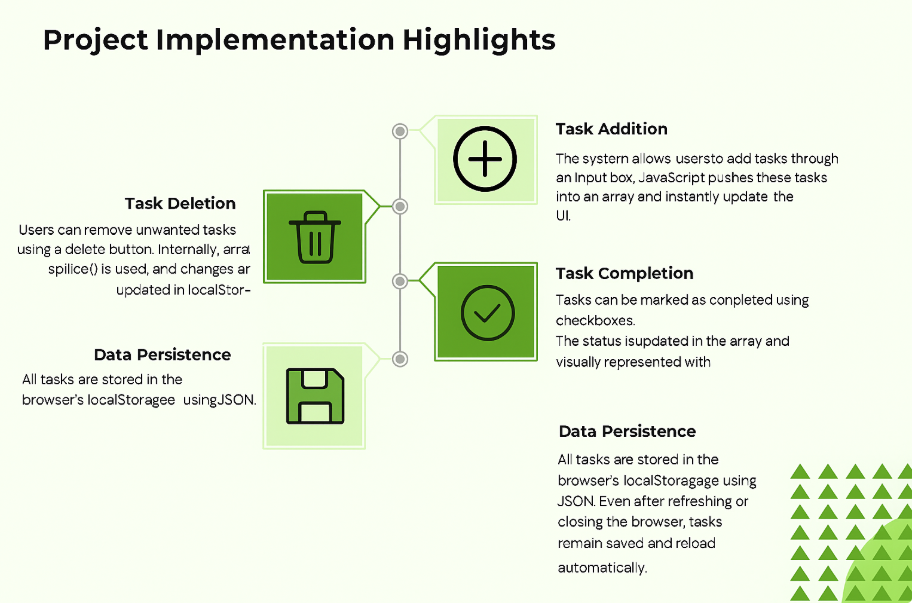 Project Implementation Highlights
Task Addition
The systern allows usersto add tasks through
an Input box, JavaScript pushes these tasks
into an array and instantly update the
UI.
Task Deletion
Users can remove unwanted tasks
using a delete button. Internally, arra
spilice() is used, and changes ar
updated in localStor-
Task Completion
Tasks can be marked as conpleted using
checkboxes.
The status isupdated in the array and
visually represented with
Data Persistence
All tasks are stored in the
browser's localStoragee usingJSON.
Data Persistence
All tasks are stored in the
browser's localStoragage using
JSON. Even after refreshing or
closing the browser, tasks
remain saved and reload
automatically.